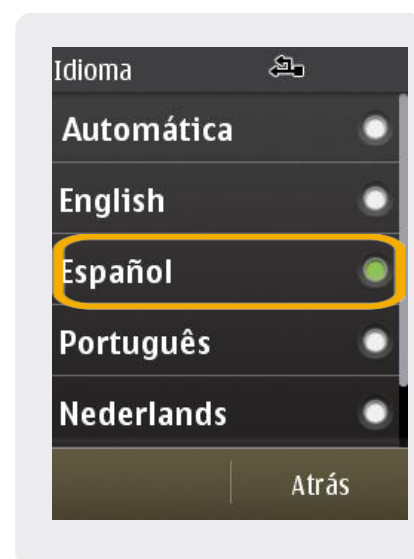 Idioma
Automática
English
Español
Português
Nederlands
Atrás